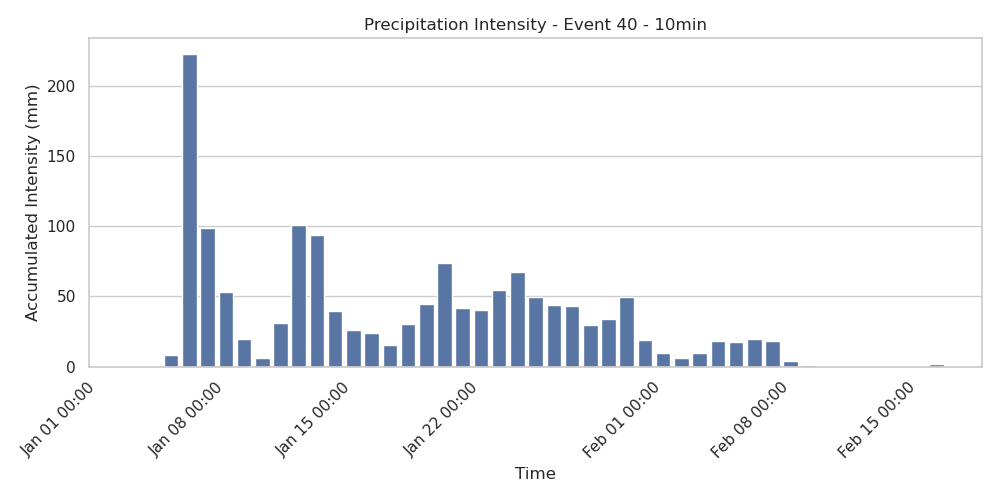 Precipitation Intensity - Event 40 - 10min
Accumulated Intensity (mm)
200
150
100
50
0
Jan 01 00:00
Jan 08 00:00
Jan 15 00:00
Jan 22 00:00
Feb 01 00:00
Feb 08 00:00
Feb 15 00:00
Time